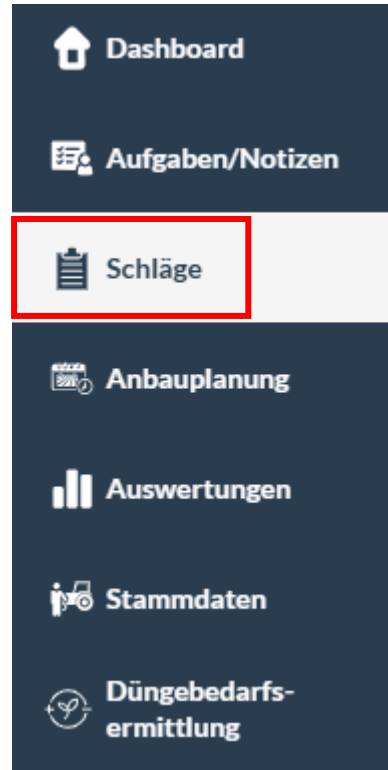 Dashboard
Aufgaben/Notizen
Schläge
Anbauplanung
Auswertungen
Stammdaten
Düngebedarfs-
ermittlung